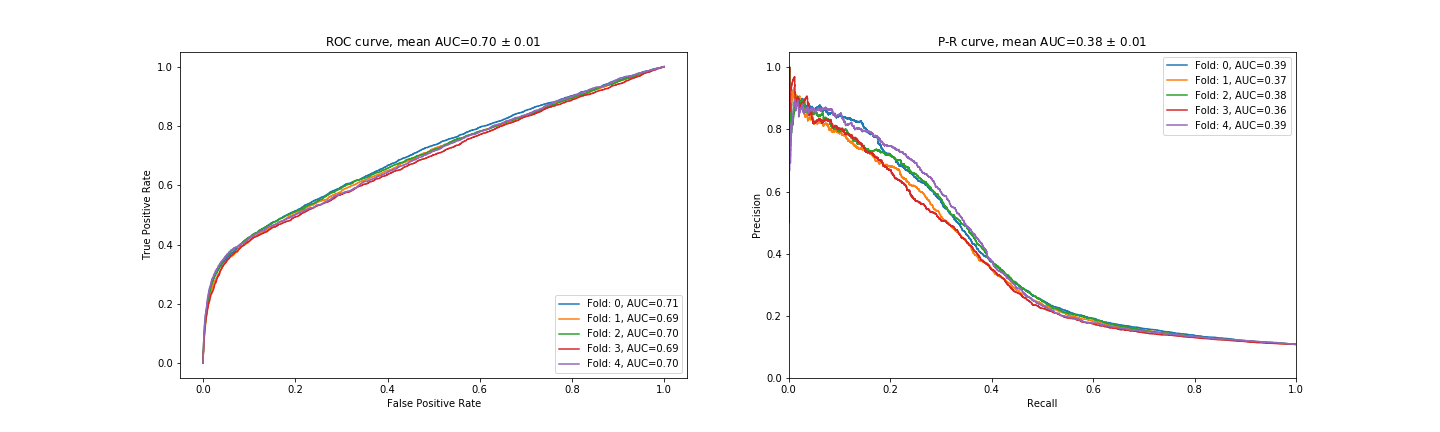 ROC curve, mean AUC=0.70 ± 0.01
True Positive Rate
1.0
0.8
0.6
0.4
0.2
0.0
0.0 0.2 0.4 0.6 0.8 1.0
False Positive Rate
Fold: 0, AUC=0.71
Fold: 1, AUC=0.69
Fold: 2, AUC=0.70
Fold: 3, AUC=0.69
Fold: 4, AUC=0.70
P-R curve, mean AUC=0.38 ± 0.01
Precision
1.0
0.8
0.6
0.4
0.2
0.0
0.0 0.2 0.4 0.6 0.8 1.0
Recall
Fold: 0, AUC=0.39
Fold: 1, AUC=0.37
Fold: 2, AUC=0.38
Fold: 3, AUC=0.36
Fold: 4, AUC=0.39